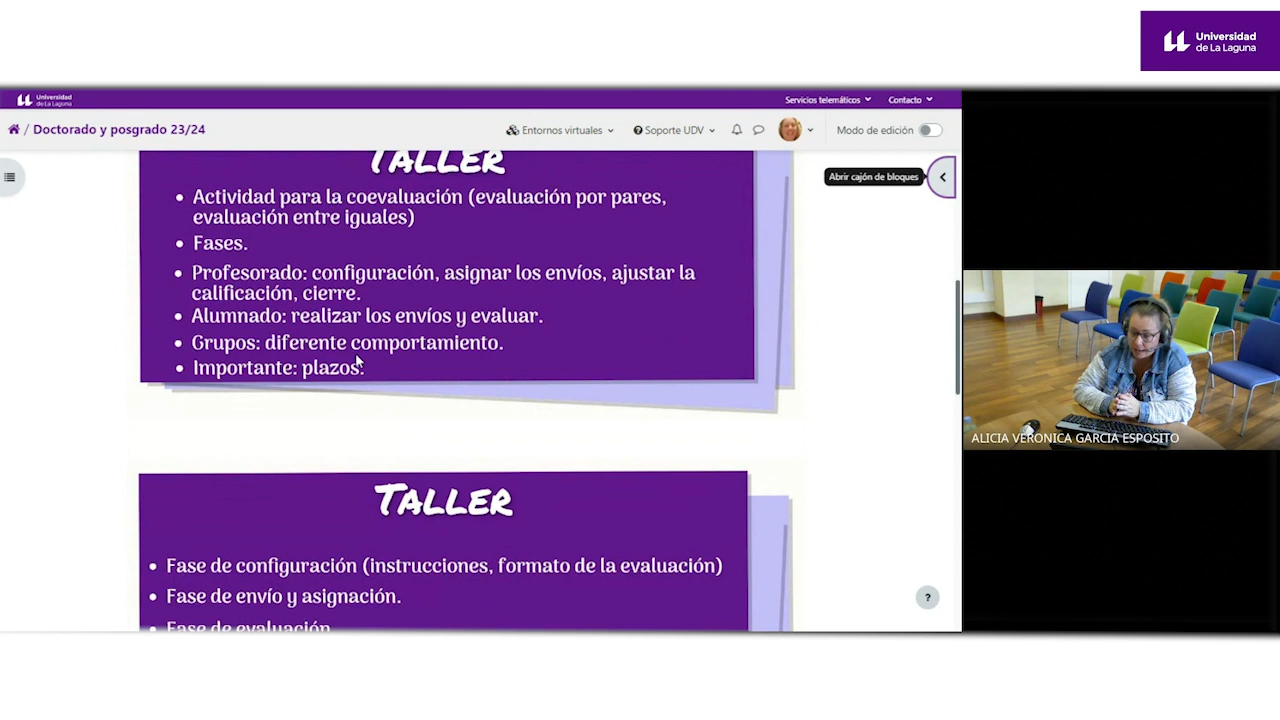 Universidad
de La Laguna
Universidad
de La Laguna
Servicios telemáticos
Contacto
/ Doctorado y posgrado 23/24
Entornos virtuales
Soporte UDV
Modo de edición
TALLER
Abrir cajón de bloques
• Actividad para la coevaluación (evaluación por pares,
evaluación entre iguales)
• Fases.
• Profesorado: configuración, asignar los envíos, ajustar la
calificación, cierre.
• Alumnado: realizar los envíos y evaluar.
• Grupos: diferente comportamiento.
• Importante: plazos.
ALICIA VERONICA GARCIA ESPOSITO
TALLER
• Fase de configuración (instrucciones, formato de la evaluación)
• Fase de envío y asignación.
• Fase de evaluación
?